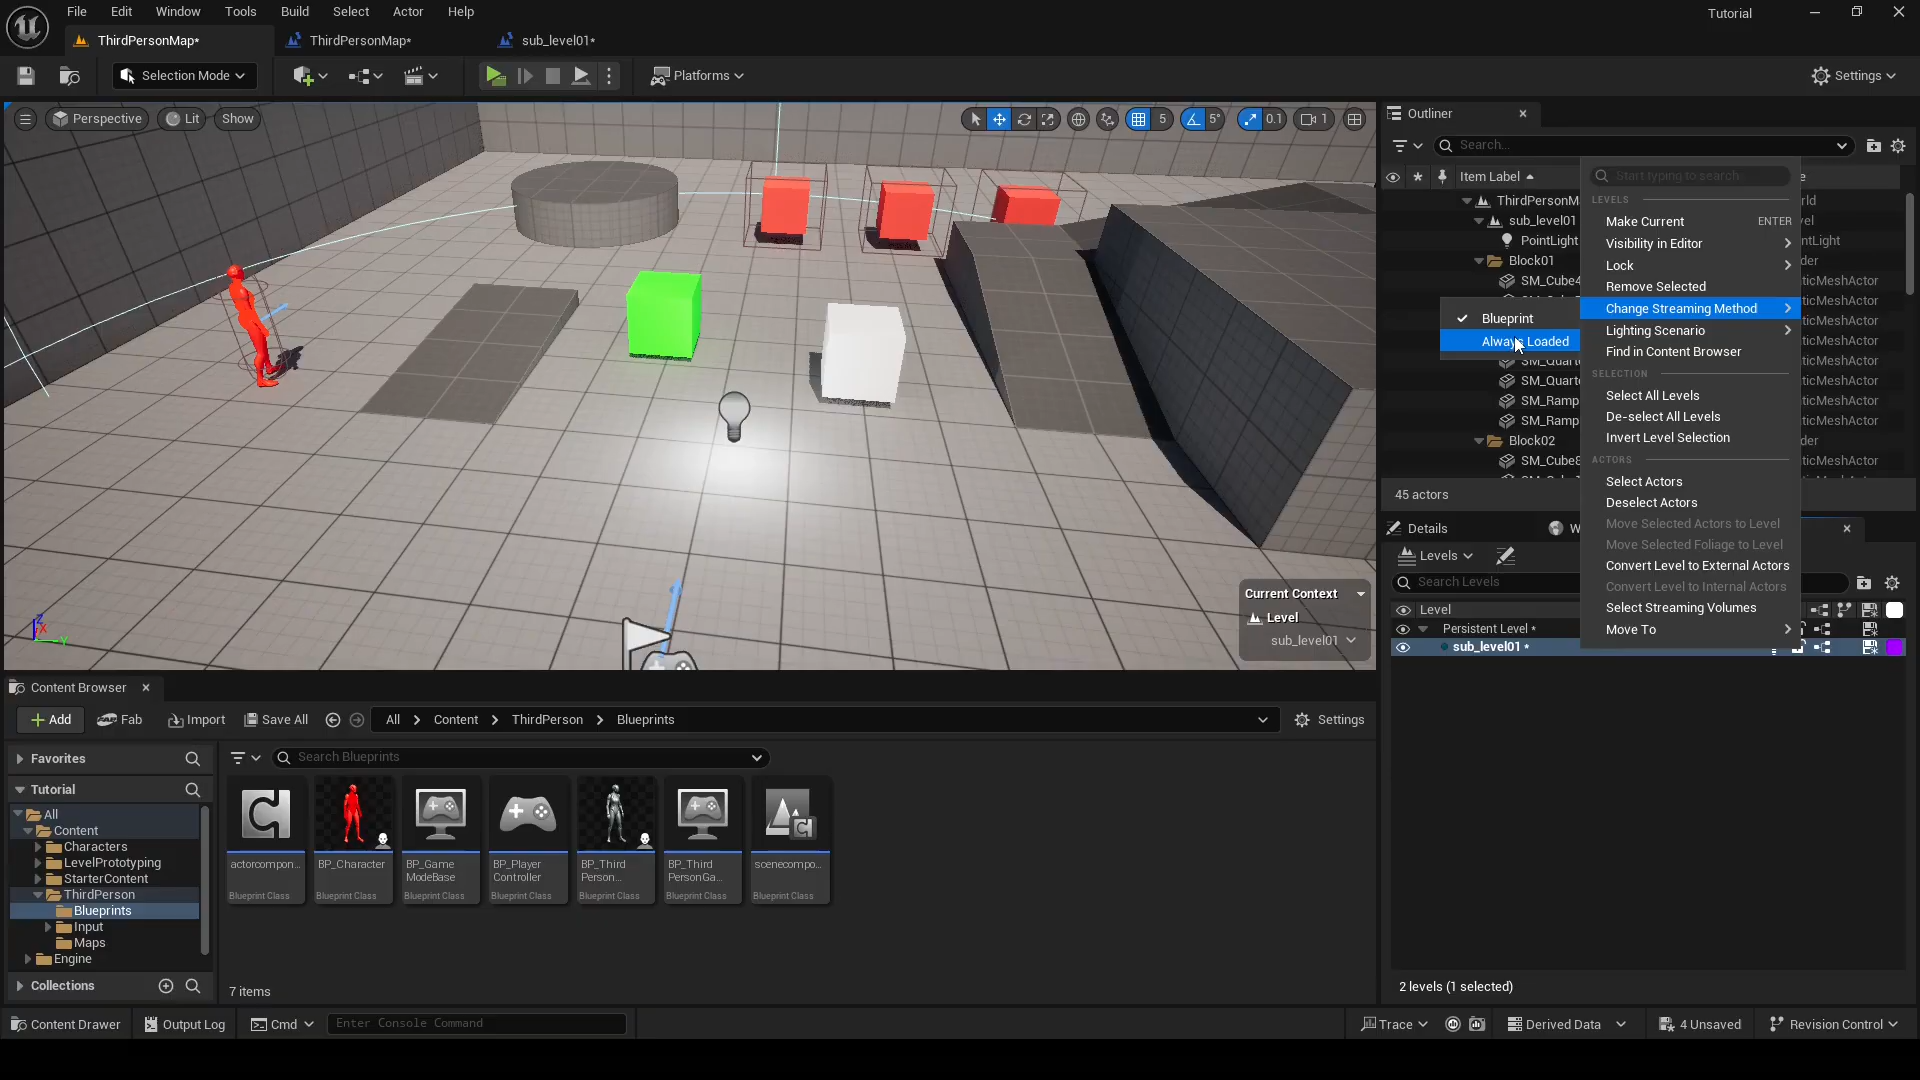 File Edit Window Tools Build Select Actor Help
Tutorial
ThirdPersonMap*
ThirdPersonMap*
sub_level01*
Selection Mode
Platforms
Settings
Perspective
Lit
Show
5
5°
0.1
1
Current Context
Level
sub_level01
Outliner
Search...
Item Label
ThirdPersonM
sub_level01
PointLight
Block01
SM_Cube4
SM_Quarte
SM_Ramp
SM_Ramp
Block02
SM_Cube8
45 actors
Blueprint
Always Loaded
Start typing to search
LEVELS
Make Current ENTER
Visibility in Editor
Lock
Remove Selected
Change Streaming Method
Lighting Scenario
Find in Content Browser
SELECTION
Select All Levels
De-select All Levels
Invert Level Selection
ACTORS
Select Actors
Deselect Actors
Move Selected Actors to Level
Move Selected Foliage to Level
Convert Level to External Actors
Convert Level to Internal Actors
Select Streaming Volumes
Move To
Details
W
Levels
Search Levels
Level
Persistent Level *
sub_level01 *
2 levels (1 selected)
Content Browser
Add
Fab
Import
Save All
All > Content > ThirdPerson > Blueprints
Settings
Favorites
Tutorial
All
Content
Characters
LevelPrototyping
StarterContent
ThirdPerson
Blueprints
Input
Maps
Engine
Collections
Search Blueprints
actorcompon...
Blueprint Class
BP_Character
Blueprint Class
BP_Game
ModeBase
Blueprint Class
BP_Player
Controller
Blueprint Class
BP_Third
Person...
Blueprint Class
BP_Third
PersonGa...
Blueprint Class
scenecompo...
Blueprint Class
7 items
Content Drawer
Output Log
Cmd
Enter Console Command
Trace
Derived Data
4 Unsaved
Revision Control